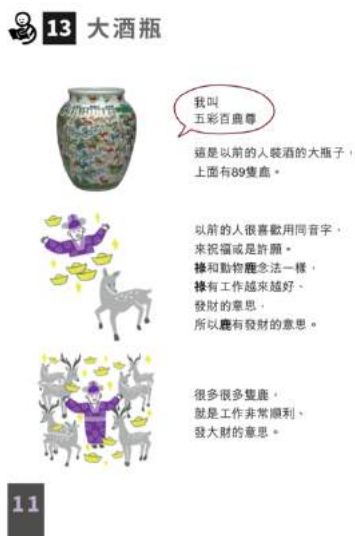 13 大酒瓶
我叫
五彩百鹿尊
這是以前的人裝酒的大瓶子，
上面有89隻鹿。
以前的人很喜歡用同音字，
來祝福或是許願。
祿和動物鹿念法一樣，
祿有工作越來越好、
發財的意思，
所以鹿有發財的意思。
很多很多隻鹿，
就是工作非常順利、
發大財的意思。
11